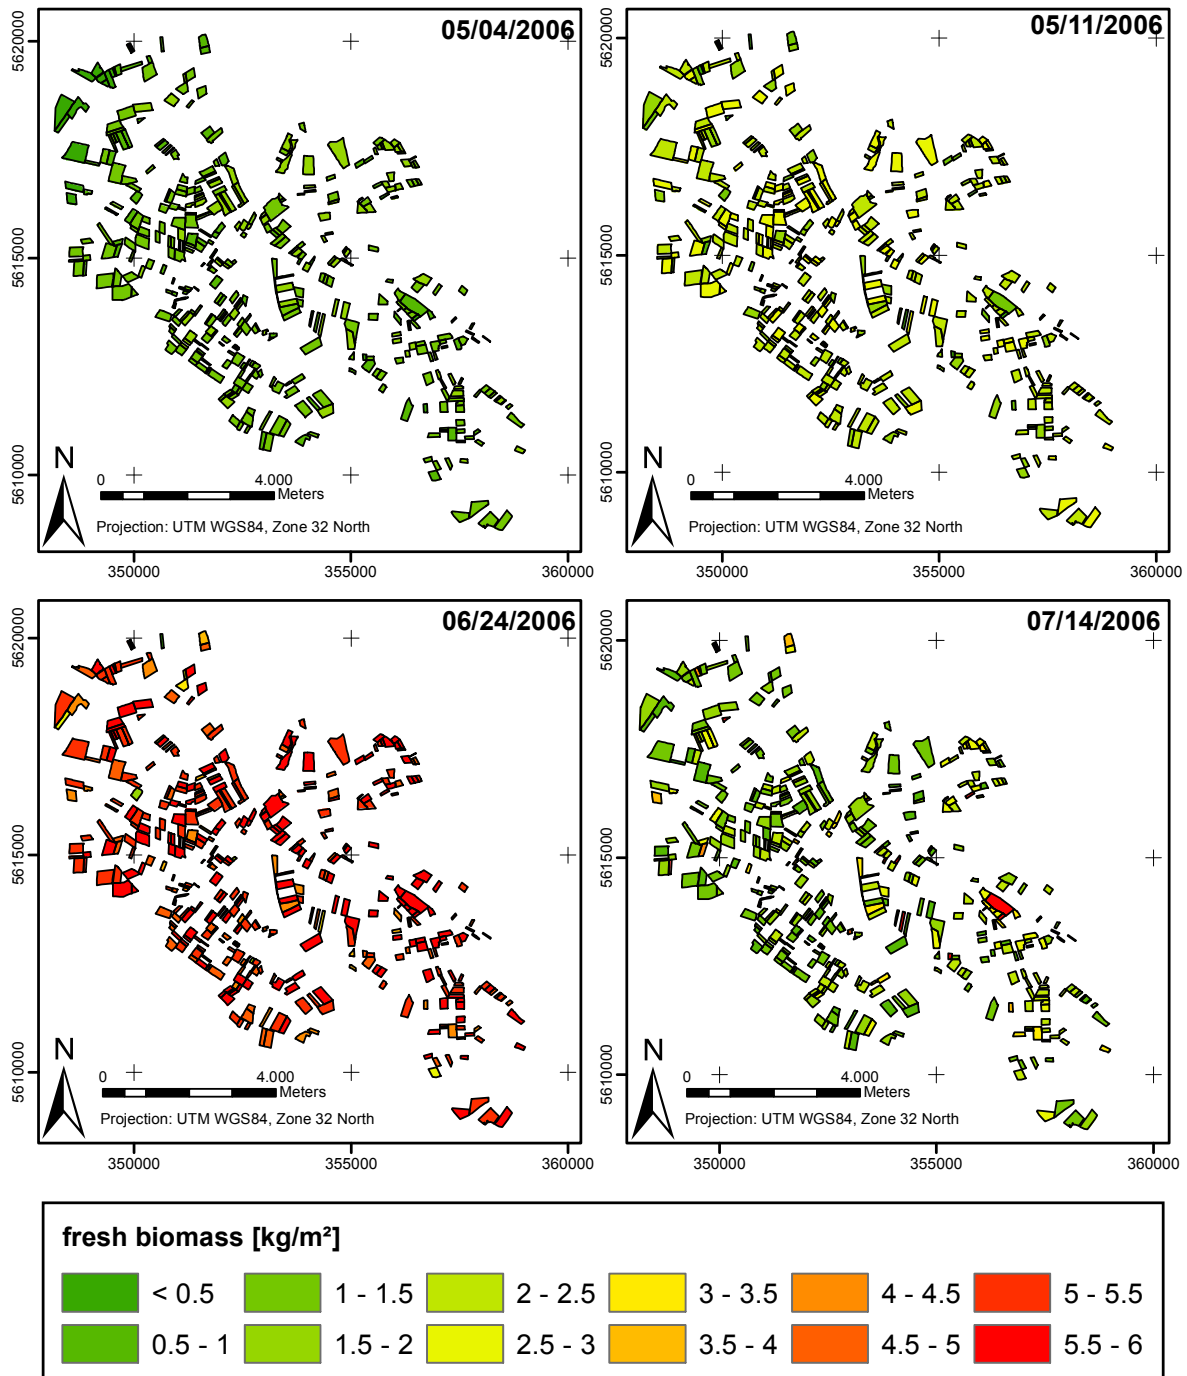 05/04/2006
5620000
5615000
5610000
N
0 4.000
Meters
Projection: UTM WGS84, Zone 32 North
350000 355000 360000
05/11/2006
5620000
5615000
5610000
N
0 4.000
Meters
Projection: UTM WGS84, Zone 32 North
350000 355000 360000
06/24/2006
5620000
5615000
5610000
N
0 4.000
Meters
Projection: UTM WGS84, Zone 32 North
350000 355000 360000
07/14/2006
5620000
5615000
5610000
N
0 4.000
Meters
Projection: UTM WGS84, Zone 32 North
350000 355000 360000
fresh biomass [kg/m²]
< 0.5 1 - 1.5 2 - 2.5 3 - 3.5 4 - 4.5 5 - 5.5
0.5 - 1 1.5 - 2 2.5 - 3 3.5 - 4 4.5 - 5 5.5 - 6